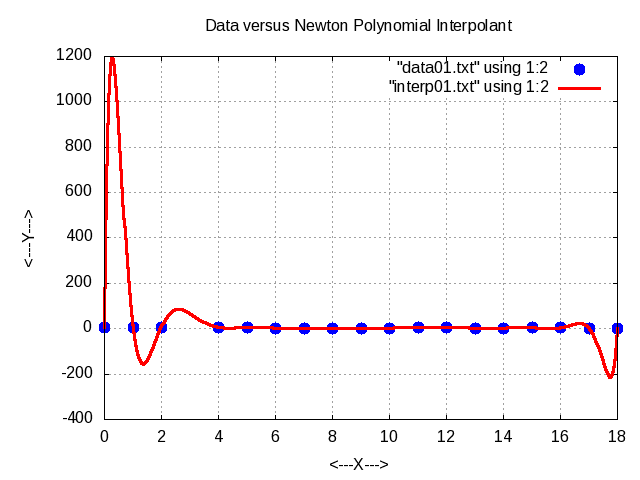 Data versus Newton Polynomial Interpolant
"data01.txt" using 1:2
"interp01.txt" using 1:2
1200
1000
800
600
400
200
0
-200
-400
<---Y--->
0 2 4 6 8 10 12 14 16 18
<---X--->